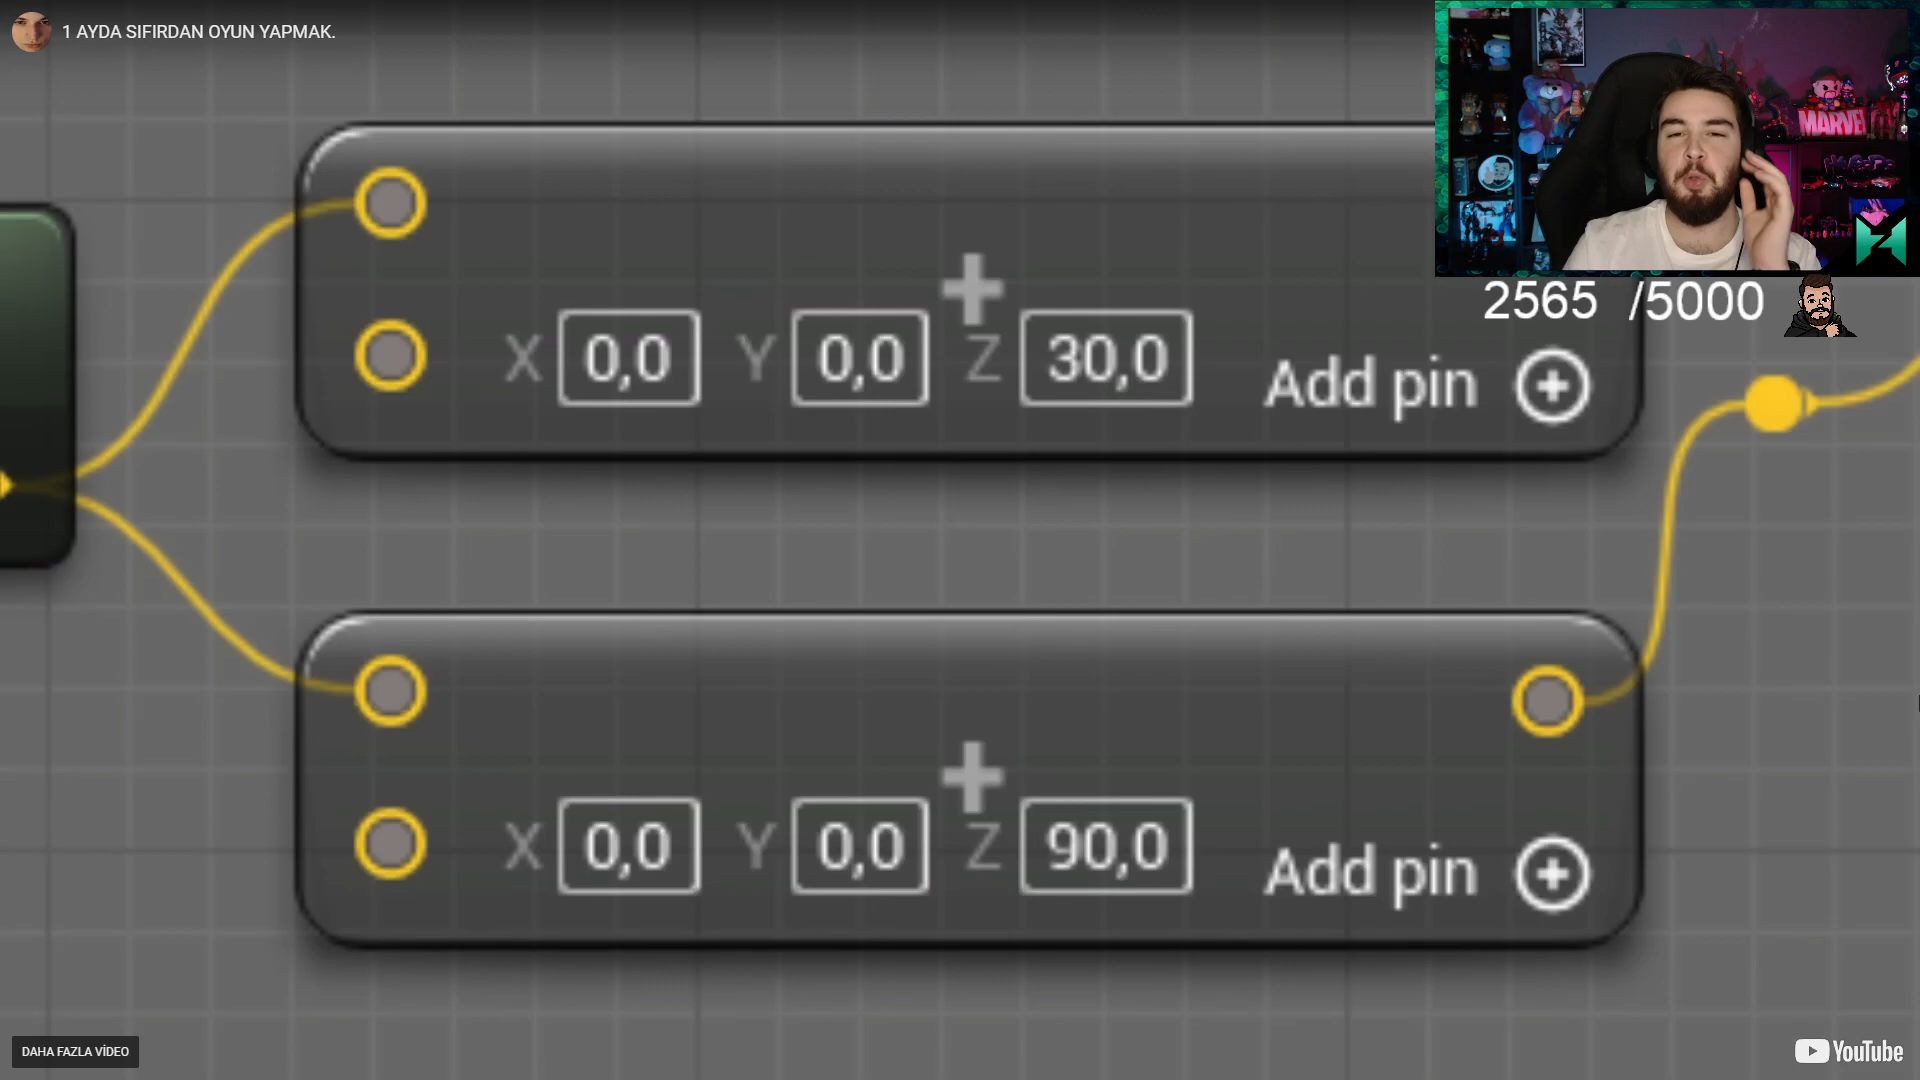 1 AYDA SIFIRDAN OYUN YAPMAK.
MARVEL
2565 /5000
X 0,0 Y 0,0 Z 30,0 Add pin
X 0,0 Y 0,0 Z 90,0 Add pin
DAHA FAZLA VİDEO
YouTube